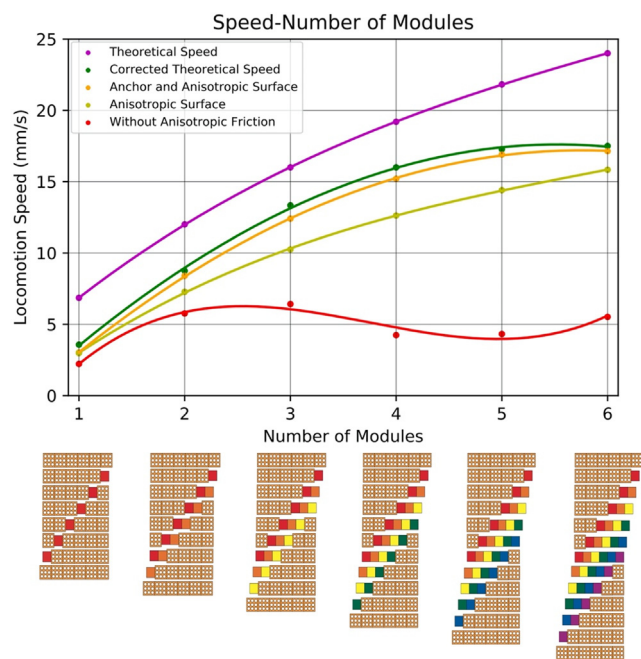 Speed-Number of Modules
25
20
15
10
5
0
Locomotion Speed (mm/s)
Theoretical Speed
Corrected Theoretical Speed
Anchor and Anisotropic Surface
Anisotropic Surface
Without Anisotropic Friction
1 2 3 4 5 6
Number of Modules